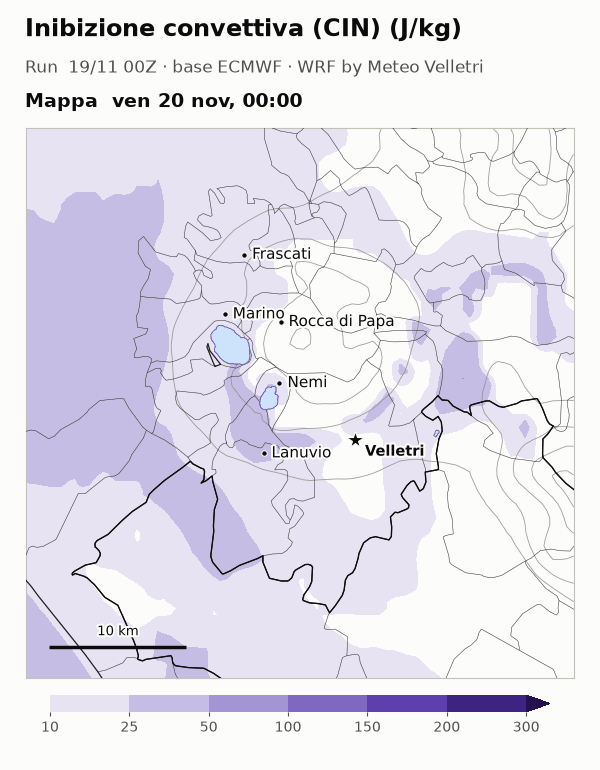 Inibizione convettiva (CIN) (J/kg)
Run 19/11 00Z · base ECMWF · WRF by Meteo Velletri
Mappa ven 20 nov, 00:00
Frascati
Marino
Rocca di Papa
Nemi
Velletri
Lanuvio
10 km
10 25 50 100 150 200 300